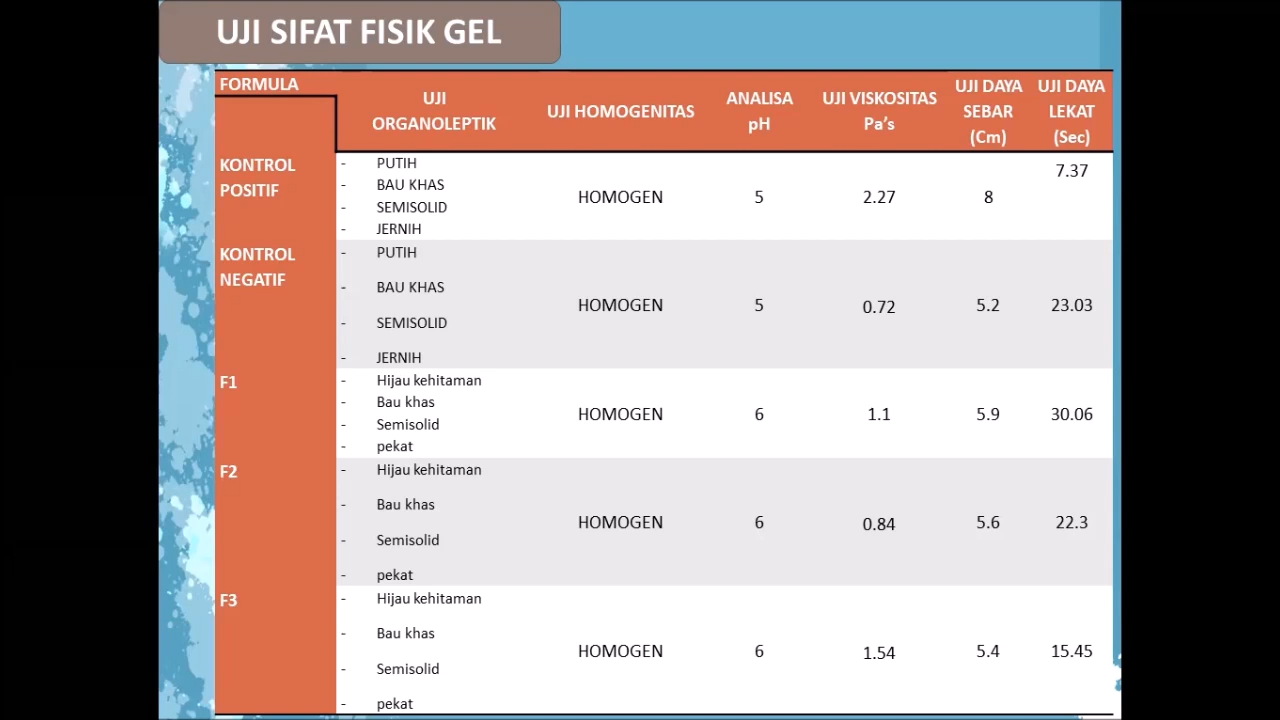 UJI SIFAT FISIK GEL
FORMULA
UJI
ORGANOLEPTIK
UJI HOMOGENITAS
ANALISA
pH
UJI VISKOSITAS
Pa's
UJI DAYA
SEBAR
(Cm)
UJI DAYA
LEKAT
(Sec)
KONTROL
POSITIF
- PUTIH
- BAU KHAS
- SEMISOLID
- JERNIH
HOMOGEN
5
2.27
8
7.37
KONTROL
NEGATIF
- PUTIH
- BAU KHAS
- SEMISOLID
- JERNIH
HOMOGEN
5
0.72
5.2
23.03
F1
- Hijau kehitaman
- Bau khas
- Semisolid
- pekat
HOMOGEN
6
1.1
5.9
30.06
F2
- Hijau kehitaman
- Bau khas
- Semisolid
- pekat
HOMOGEN
6
0.84
5.6
22.3
F3
- Hijau kehitaman
- Bau khas
- Semisolid
- pekat
HOMOGEN
6
1.54
5.4
15.45